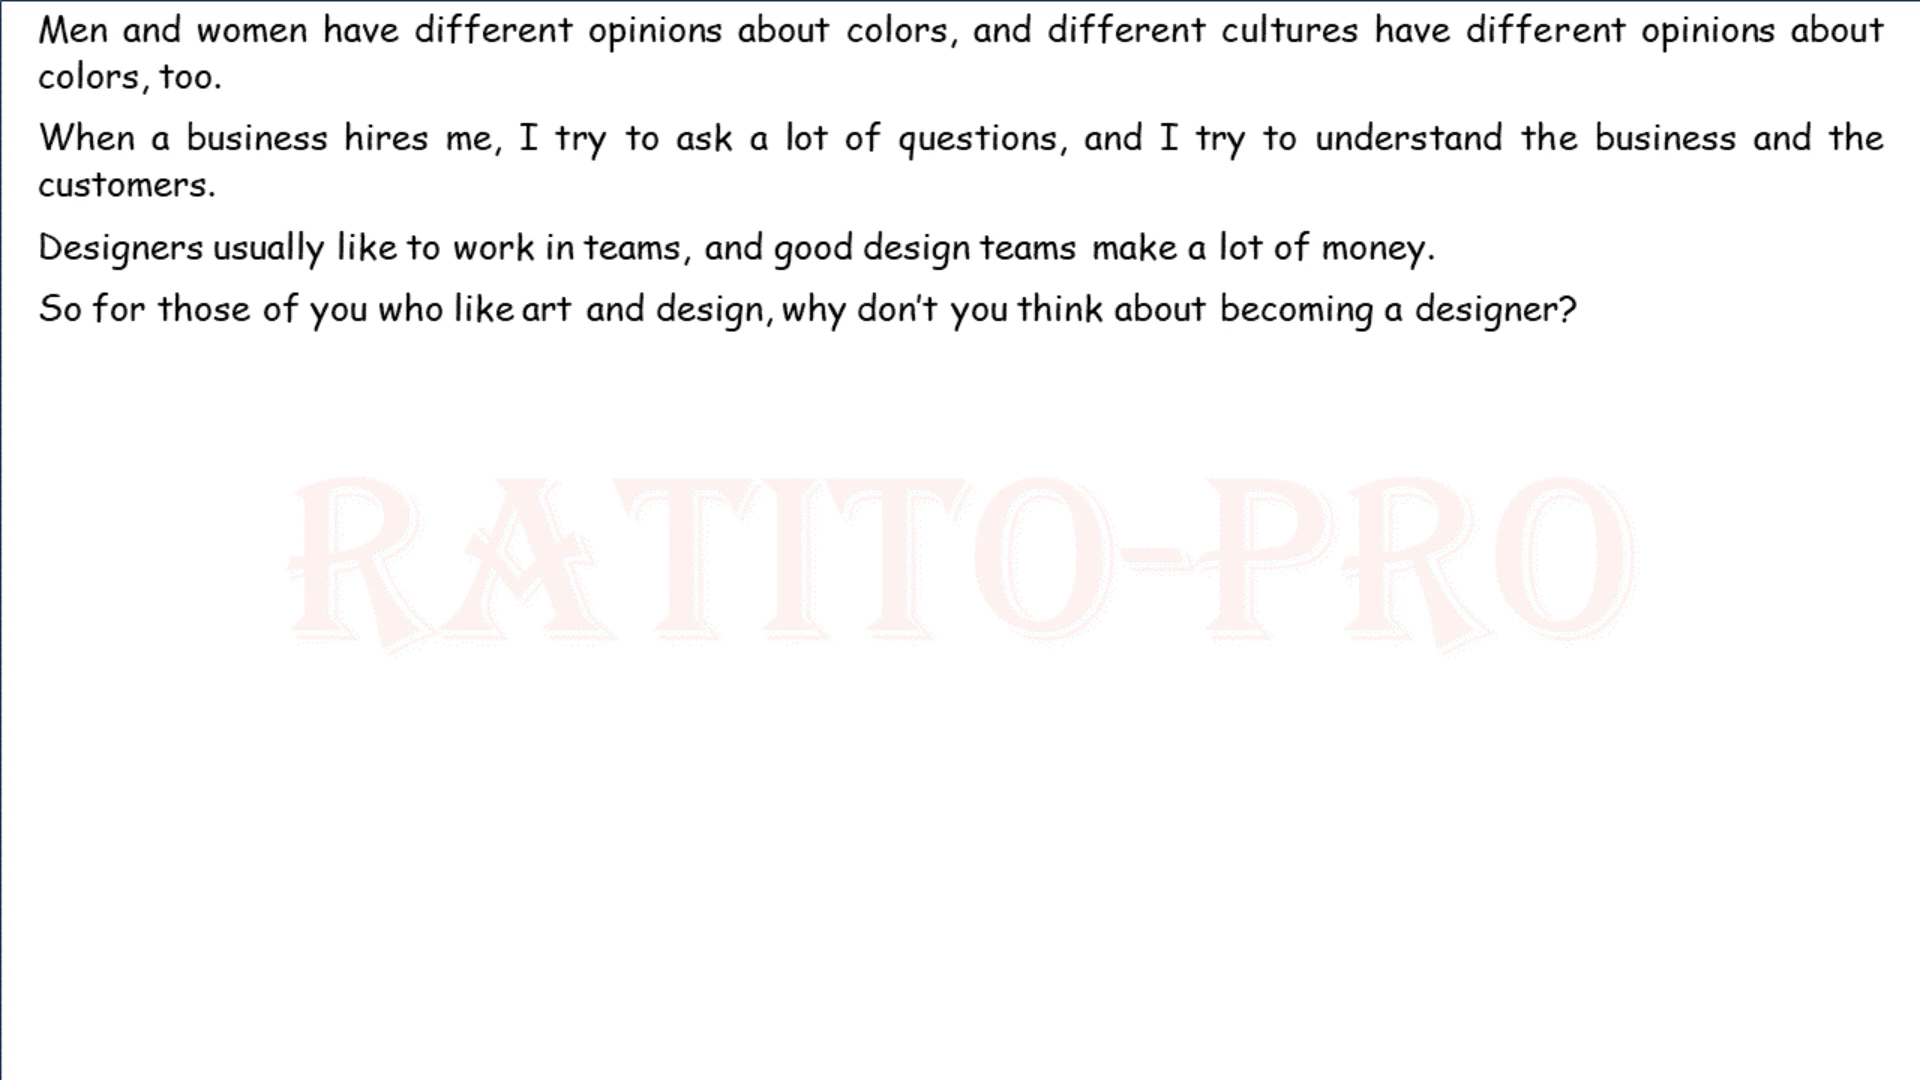 Men and women have different opinions about colors, and different cultures have different opinions about
colors, too.
When a business hires me, I try to ask a lot of questions, and I try to understand the business and the
customers.
Designers usually like to work in teams, and good design teams make a lot of money.
So for those of you who like art and design, why don't you think about becoming a designer?
RATITO-PRO